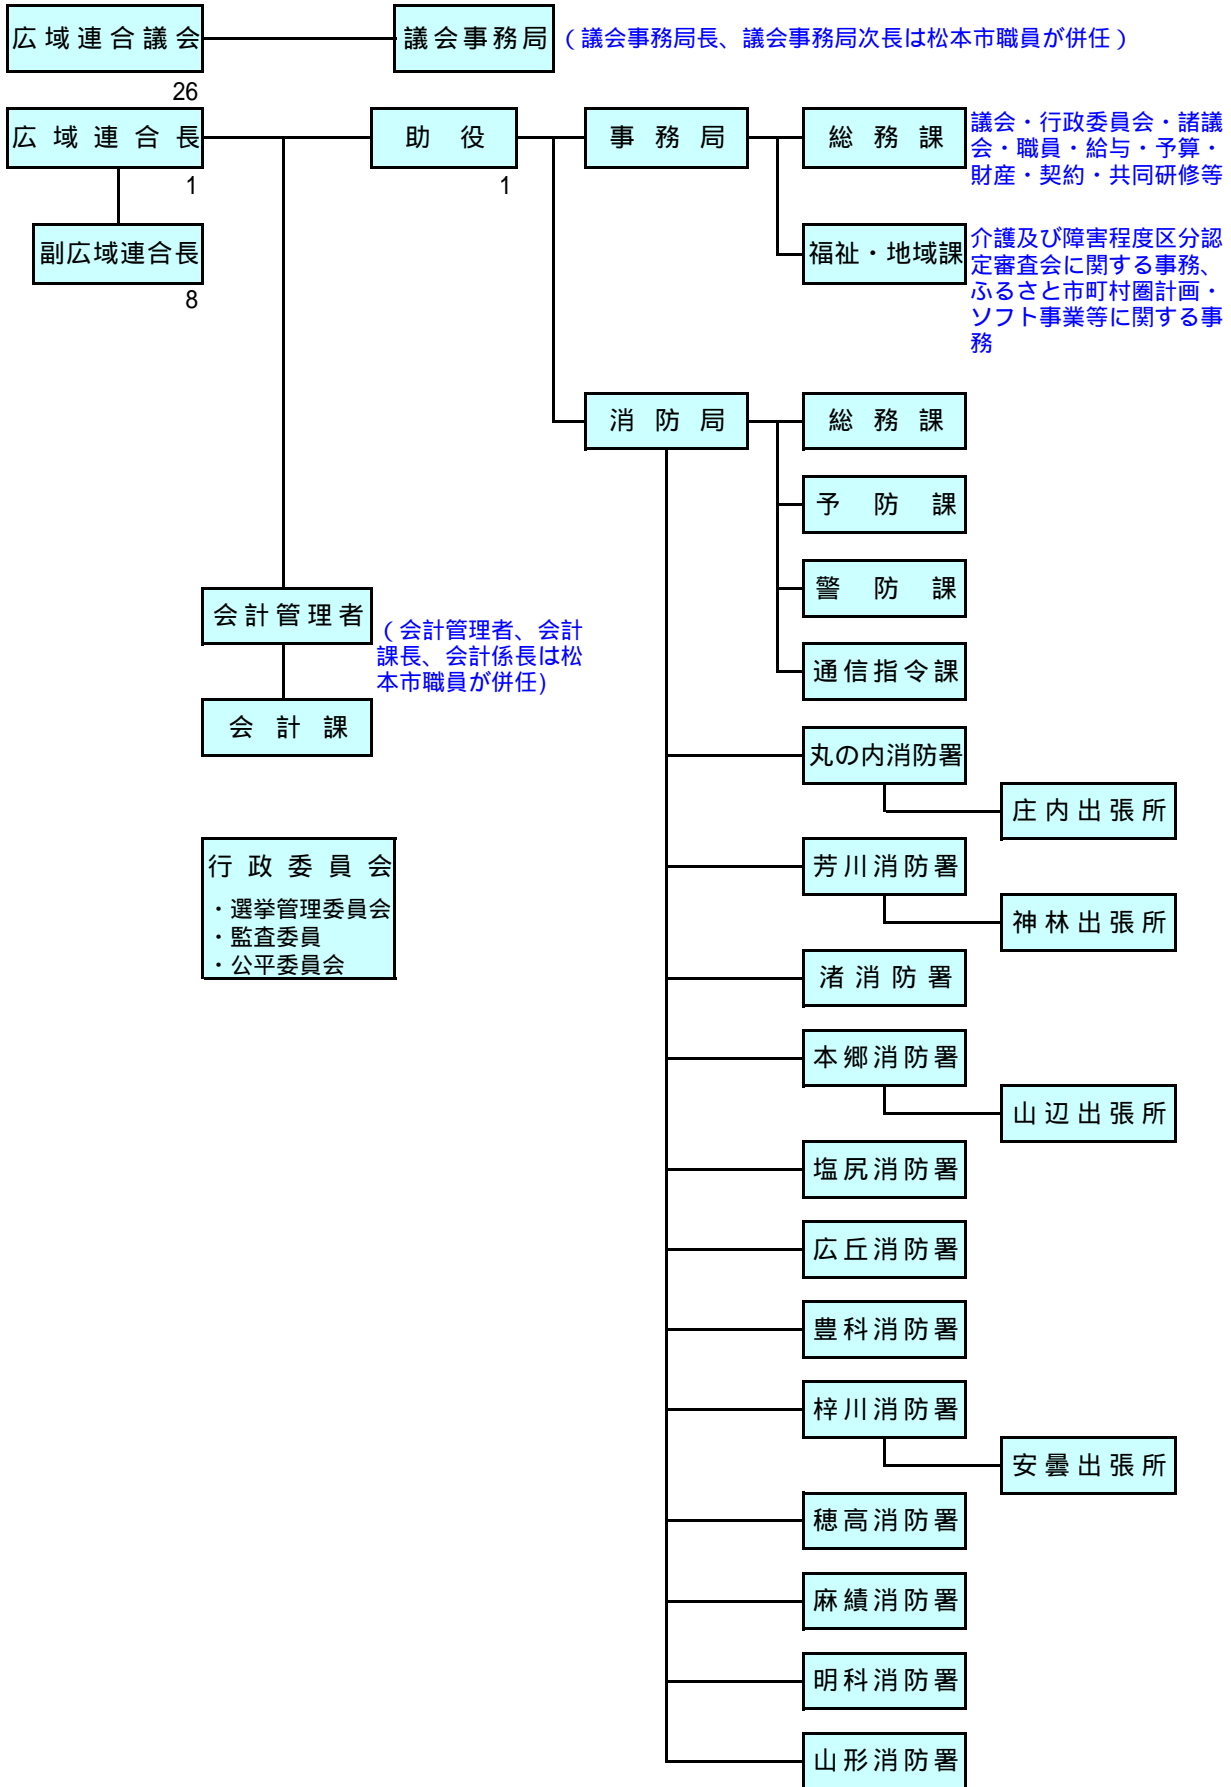 広域連合議会
議会事務局
（議会事務局長、議会事務局次長は松本市職員が併任）
26
広域連合長
助役
事務局
総務課
議会・行政委員会・諸議
会・職員・給与・予算・
財産・契約・共同研修等
1
1
副広域連合長
8
福祉・地域課
介護及び障害程度区分認
定審査会に関する事務、
ふるさと市町村圏計画・
ソフト事業等に関する事
務
消防局
総務課
予防課
警防課
通信指令課
会計管理者
（会計管理者、会計
課長、会計係長は松
本市職員が併任)
会計課
行政委員会
・選挙管理委員会
・監査委員
・公平委員会
丸の内消防署
庄内出張所
芳川消防署
神林出張所
渚消防署
本郷消防署
山辺出張所
塩尻消防署
広丘消防署
豊科消防署
梓川消防署
安曇出張所
穂高消防署
麻績消防署
明科消防署
山形消防署